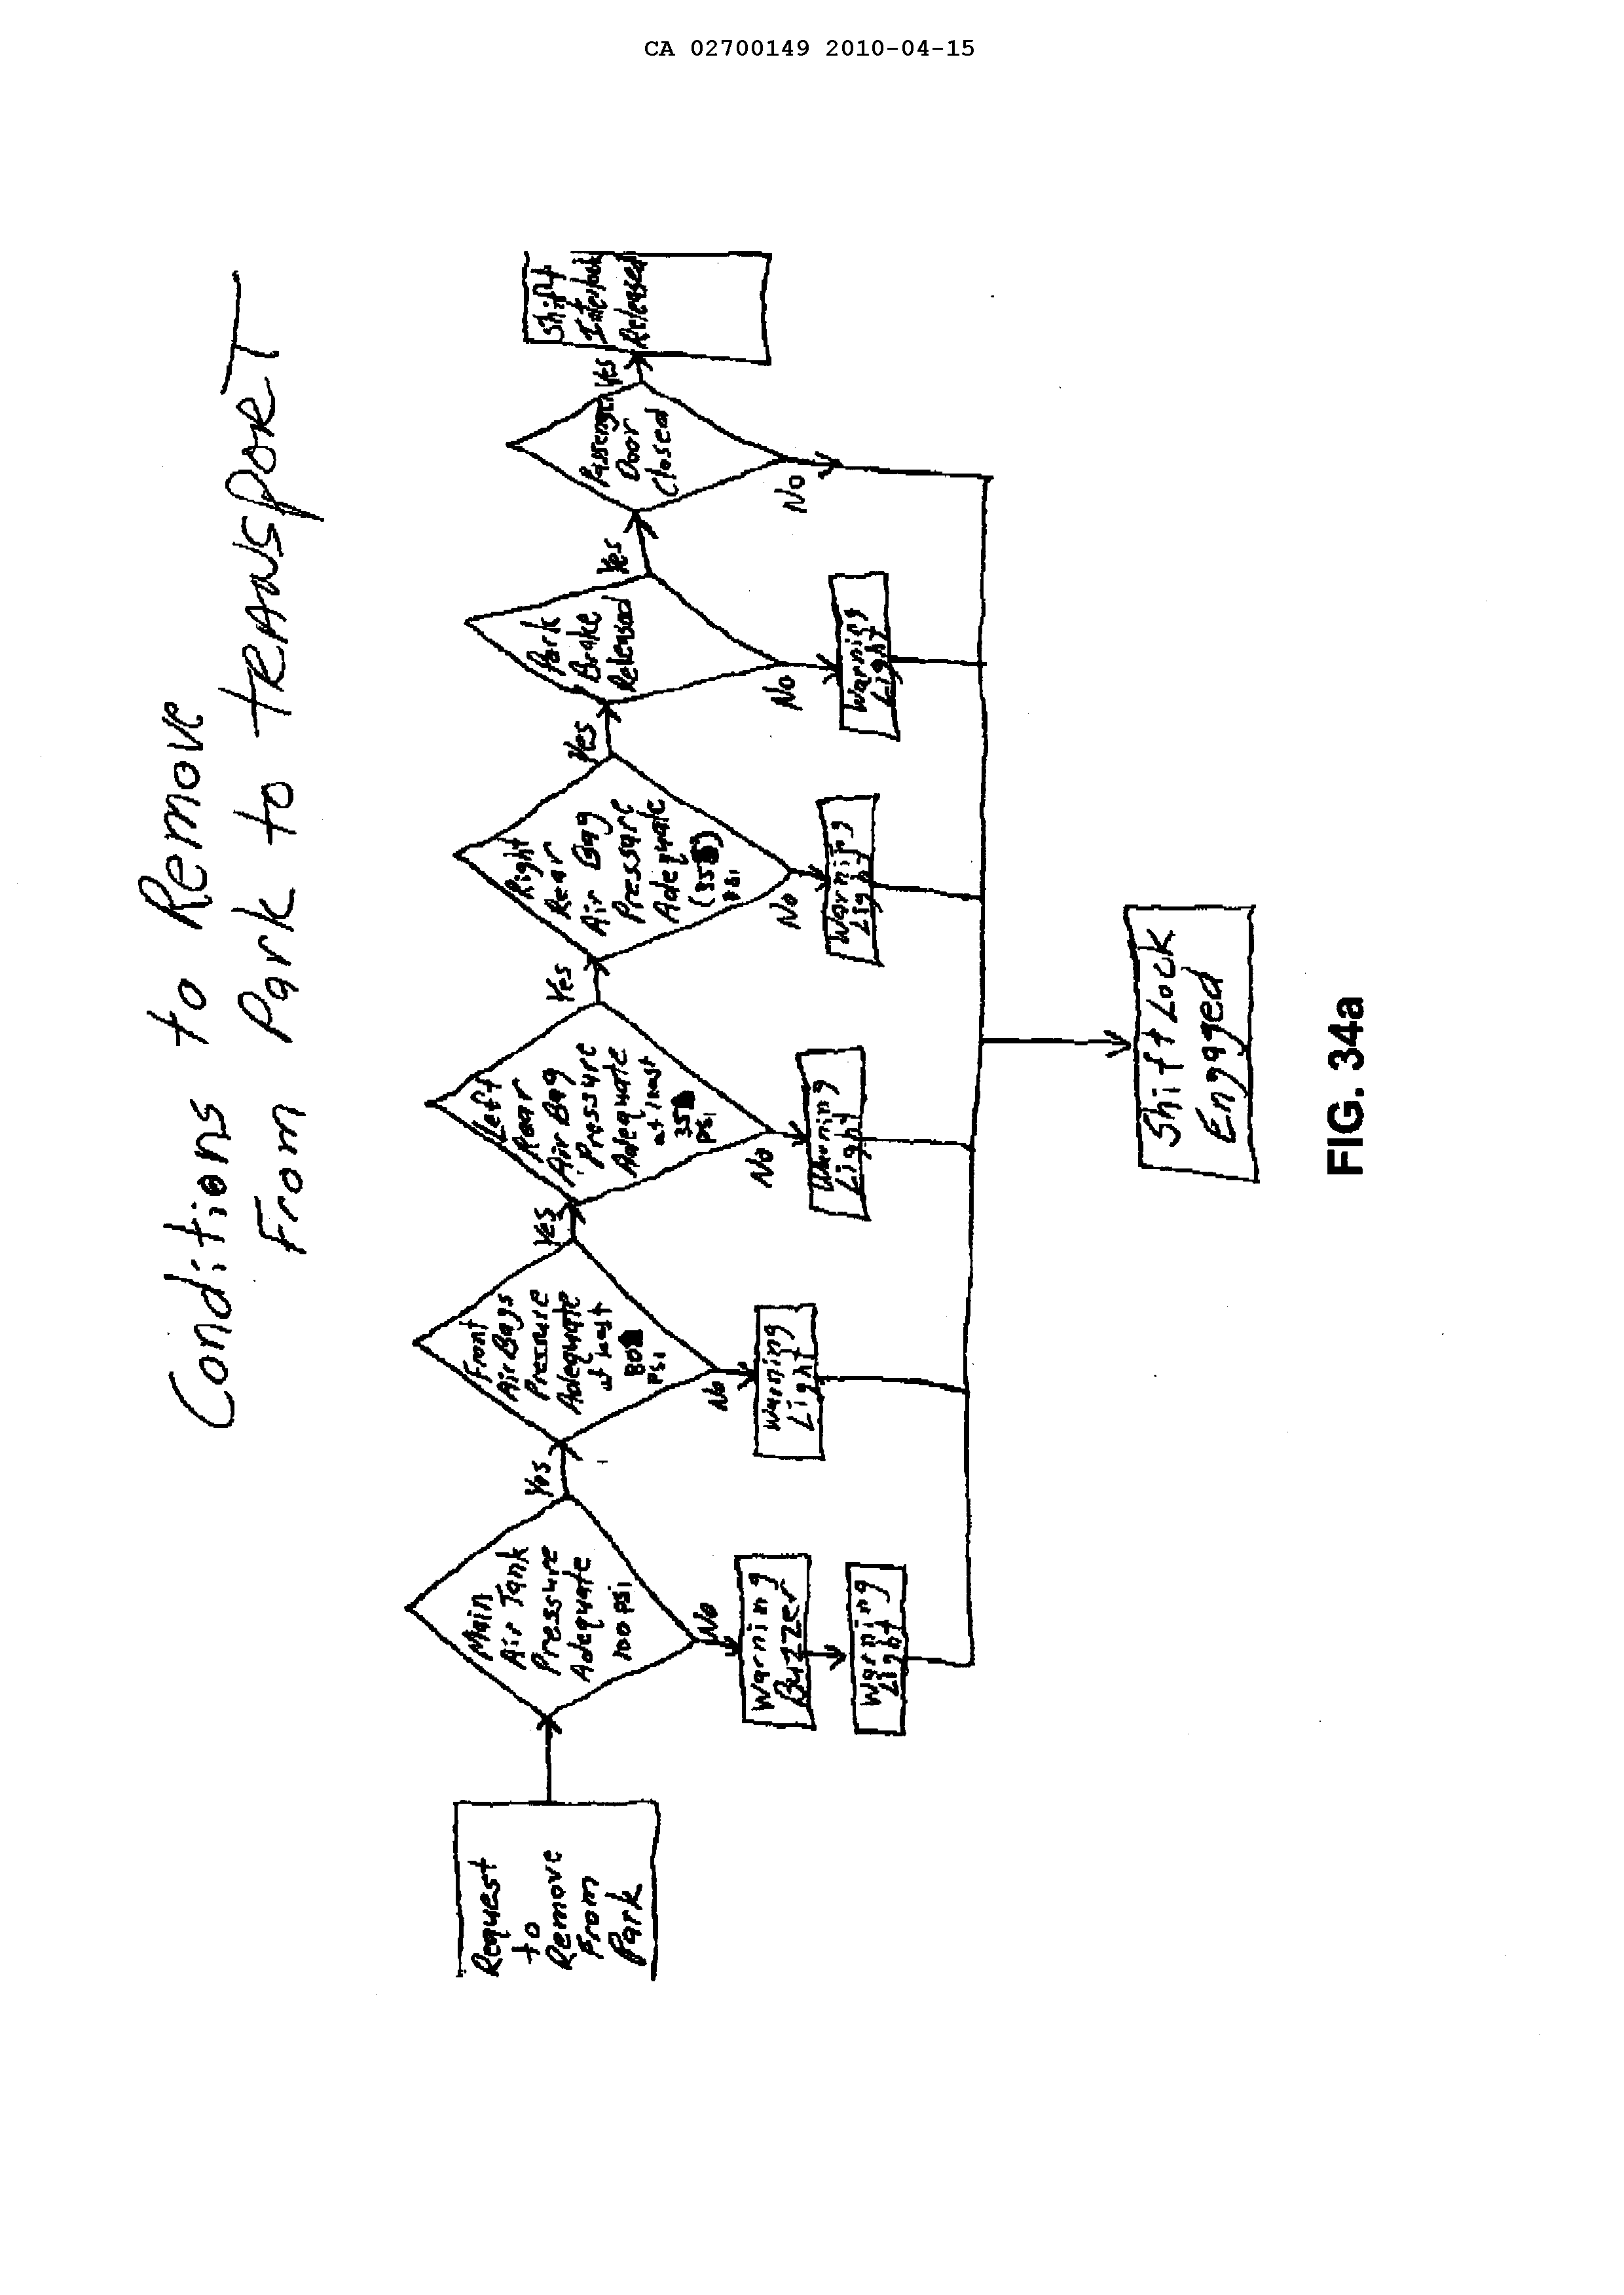 CA 02700149 2010-04-15
Conditions to Remove
From Park to TRANSPORT
Request
to
Remove
From
Park
Main
Air Tank
Pressure
Adequate
100 PSi
Yes
No
Warning
Buzzer
Warning
Light
Front
Air Bags
Pressure
Adequate
at least
80
PSi
Yes
No
Warning
Light
Left
Rear
Air Bag
Pressure
Adequate
at least
35
PSi
Yes
No
Warning
Light
Right
Rear
Air Bag
Pressure
Adequate
(35)
PSi
Yes
No
Warning
Light
Park
Brake
Released
Yes
No
Warning
Light
Door
Closed
Yes
No
Shift
Interlock
Released
Shift Lock
Engaged
FIG. 34a